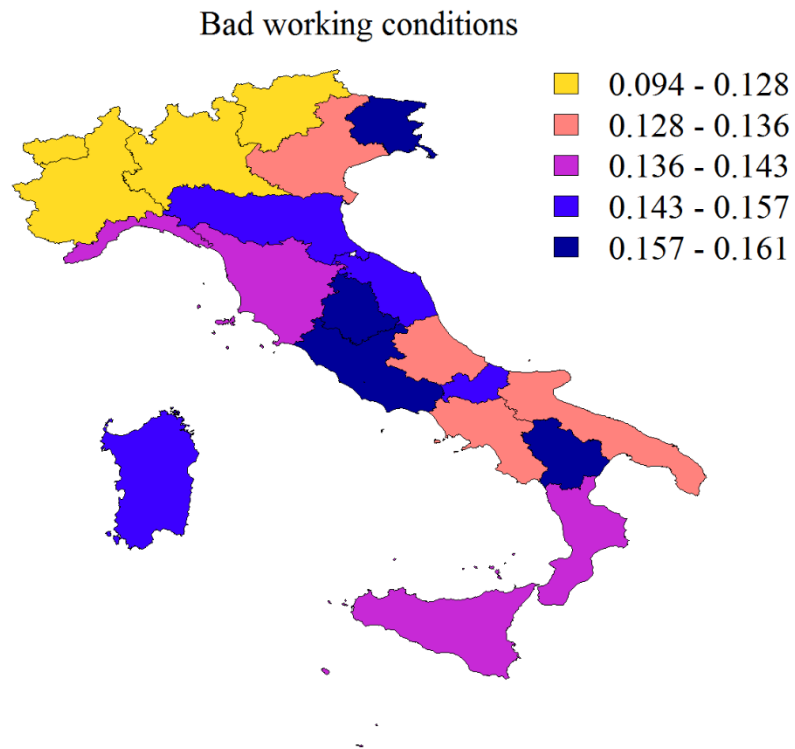 Bad working conditions
0.094 - 0.128
0.128 - 0.136
0.136 - 0.143
0.143 - 0.157
0.157 - 0.161